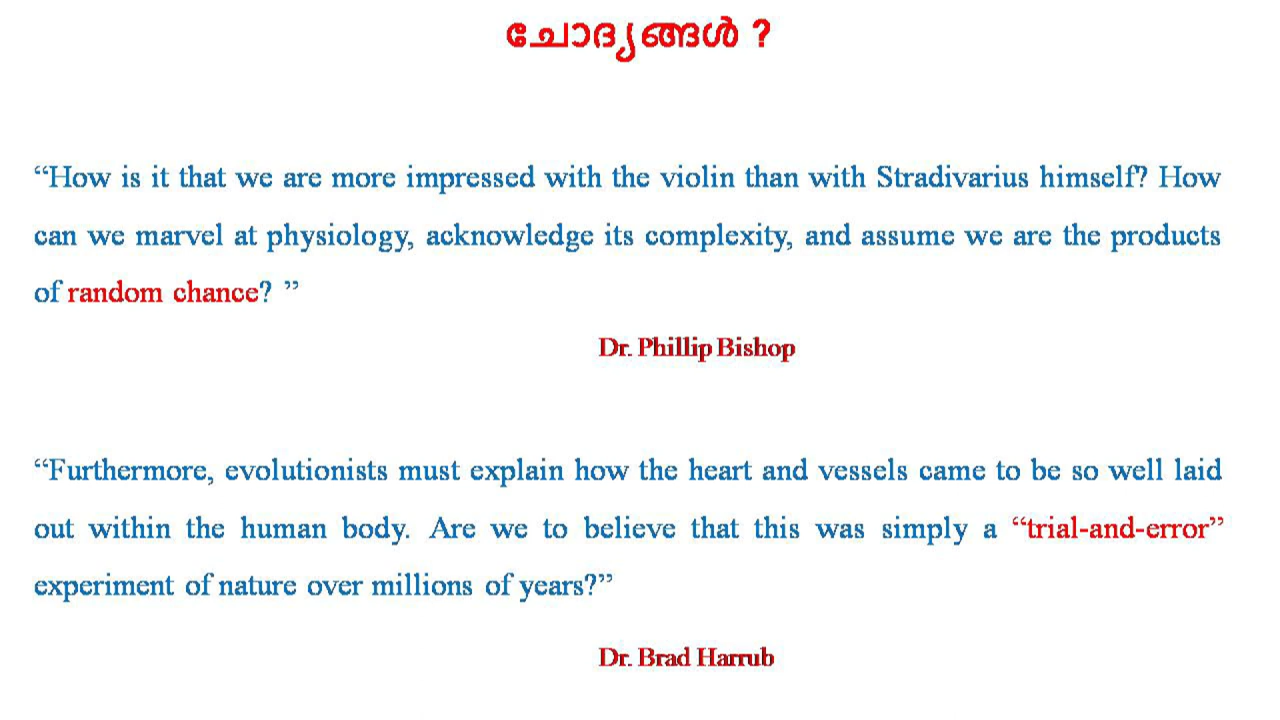 ചോദ്യങ്ങൾ ?
“How is it that we are more impressed with the violin than with Stradivarius himself? How
can we marvel at physiology, acknowledge its complexity, and assume we are the products
of random chance? ”
Dr. Phillip Bishop
“Furthermore, evolutionists must explain how the heart and vessels came to be so well laid
out within the human body. Are we to believe that this was simply a “trial-and-error”
experiment of nature over millions of years?”
Dr. Brad Harrub